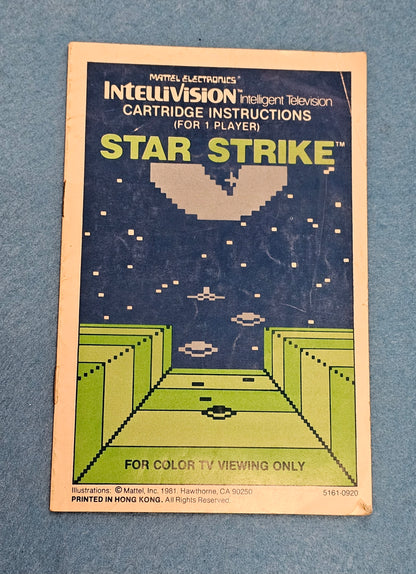 MATTEL ELECTRONICS®
INTELLIVISION™ Intelligent Television
CARTRIDGE INSTRUCTIONS
(FOR 1 PLAYER)
STAR STRIKE™
FOR COLOR TV VIEWING ONLY
Illustrations: © Mattel, Inc. 1981. Hawthorne, CA 90250
5161-0920
PRINTED IN HONG KONG. All Rights Reserved.